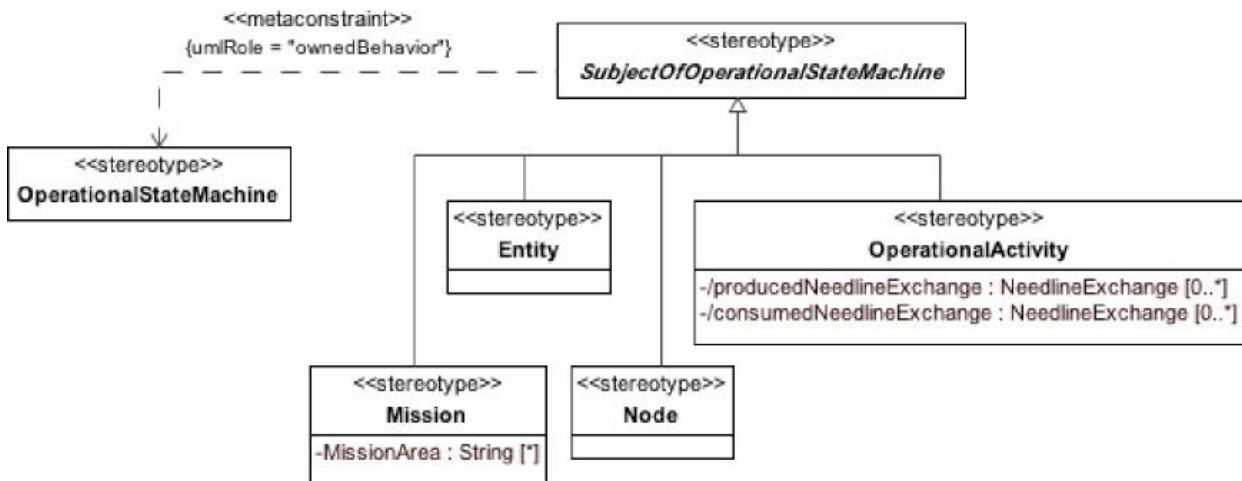 <<metaconstraint>>
{umlRole = "ownedBehavior"}
<<stereotype>>
SubjectOfOperationalStateMachine
<<stereotype>>
OperationalStateMachine
<<stereotype>>
Entity
<<stereotype>>
OperationalActivity
-/producedNeedlineExchange : NeedlineExchange [0..*]
-/consumedNeedlineExchange : NeedlineExchange [0..*]
<<stereotype>>
Mission
-MissionArea : String [*]
<<stereotype>>
Node